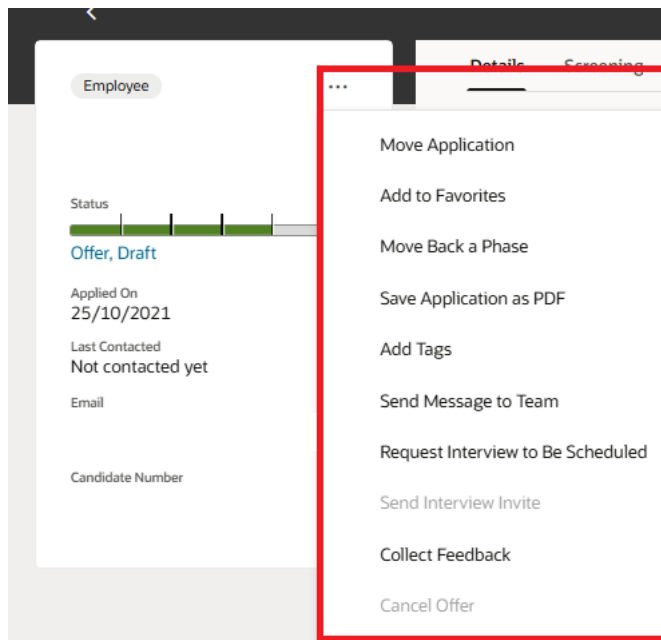 Employee
...
Details Screening
Status
Offer, Draft
Applied On
25/10/2021
Last Contacted
Not contacted yet
Email
Candidate Number
Move Application
Add to Favorites
Move Back a Phase
Save Application as PDF
Add Tags
Send Message to Team
Request Interview to Be Scheduled
Send Interview Invite
Collect Feedback
Cancel Offer